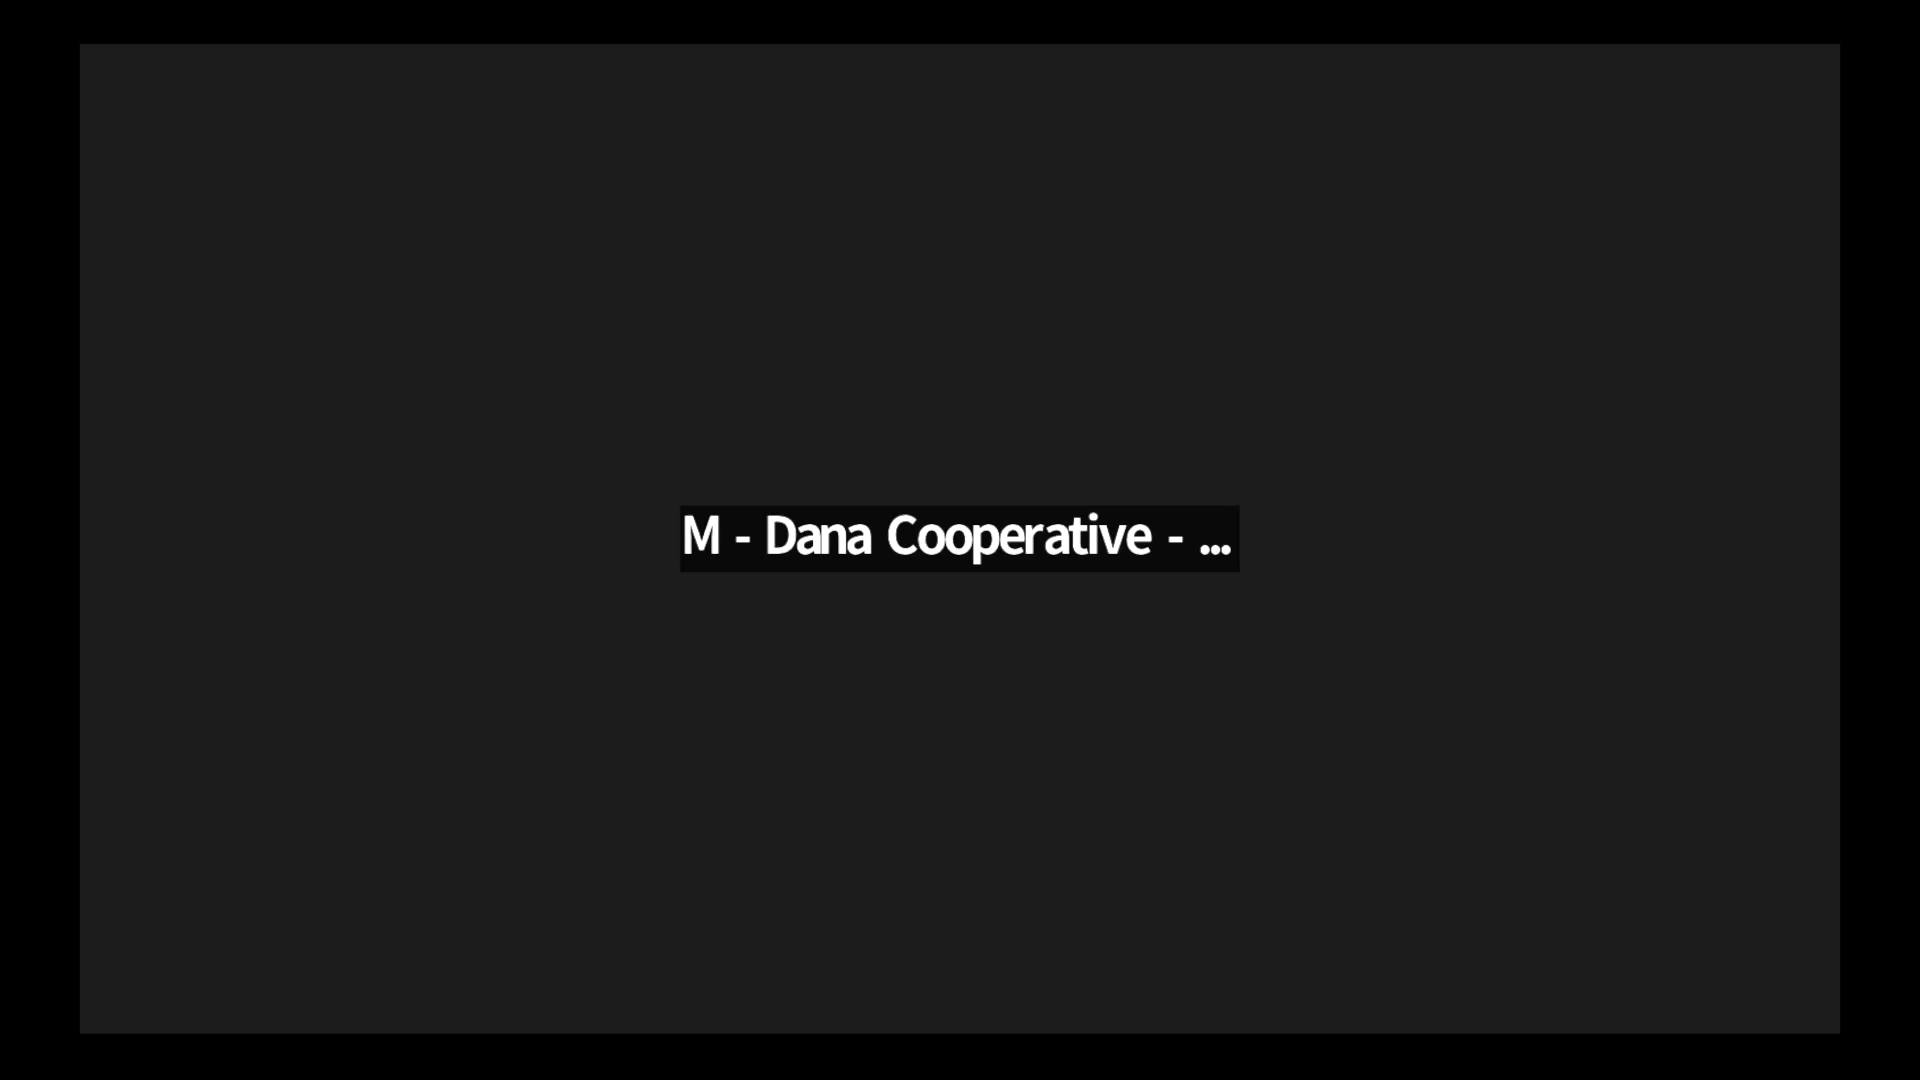 M - Dana Cooperative - ...